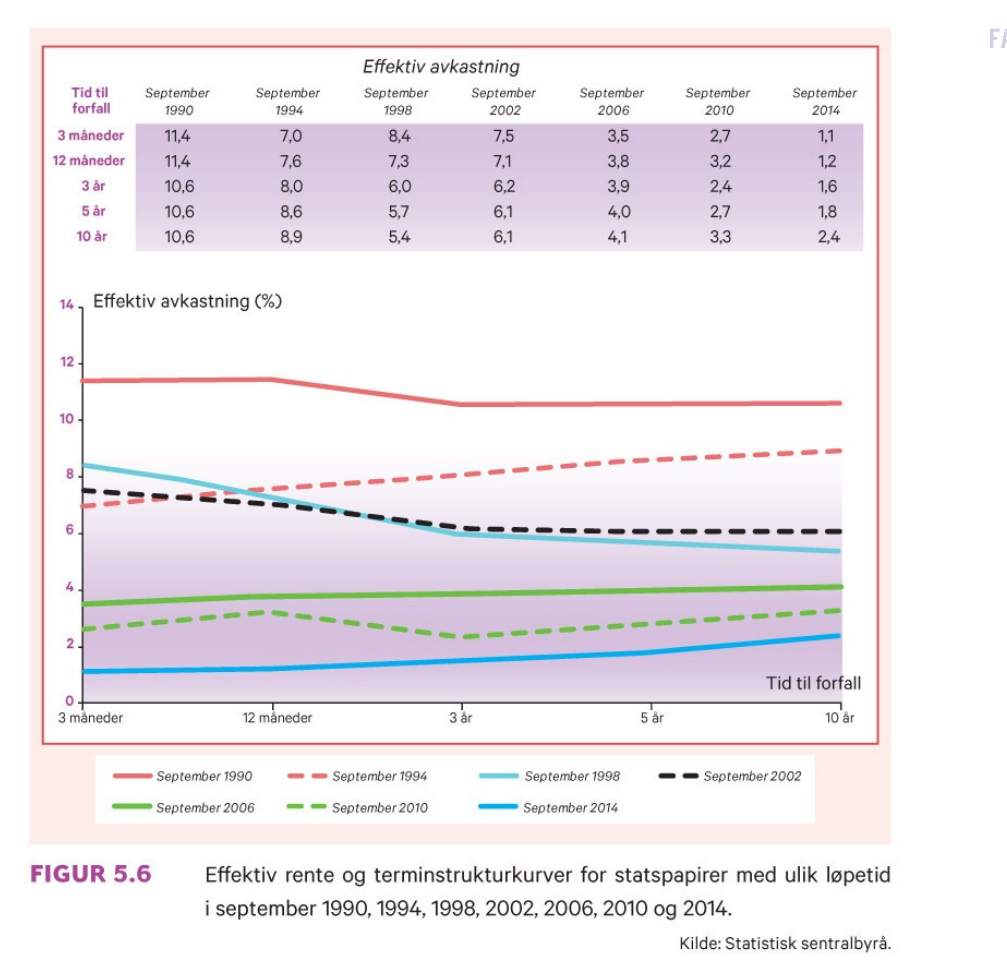 FA
Effektiv avkastning
Tid til forfall September 1990 September 1994 September 1998 September 2002 September 2006 September 2010 September 2014
3 måneder 11,4 7,0 8,4 7,5 3,5 2,7 1,1
12 måneder 11,4 7,6 7,3 7,1 3,8 3,2 1,2
3 år 10,6 8,0 6,0 6,2 3,9 2,4 1,6
5 år 10,6 8,6 5,7 6,1 4,0 2,7 1,8
10 år 10,6 8,9 5,4 6,1 4,1 3,3 2,4
14 Effektiv avkastning (%)
12
10
8
6
4
2
Tid til forfall
0
3 måneder 12 måneder 3 år 5 år 10 år
September 1990 September 1994 September 1998 September 2002
September 2006 September 2010 September 2014
FIGUR 5.6 Effektiv rente og terminstrukturkurver for statspapirer med ulik løpetid
i september 1990, 1994, 1998, 2002, 2006, 2010 og 2014.
Kilde: Statistisk sentralbyrå.